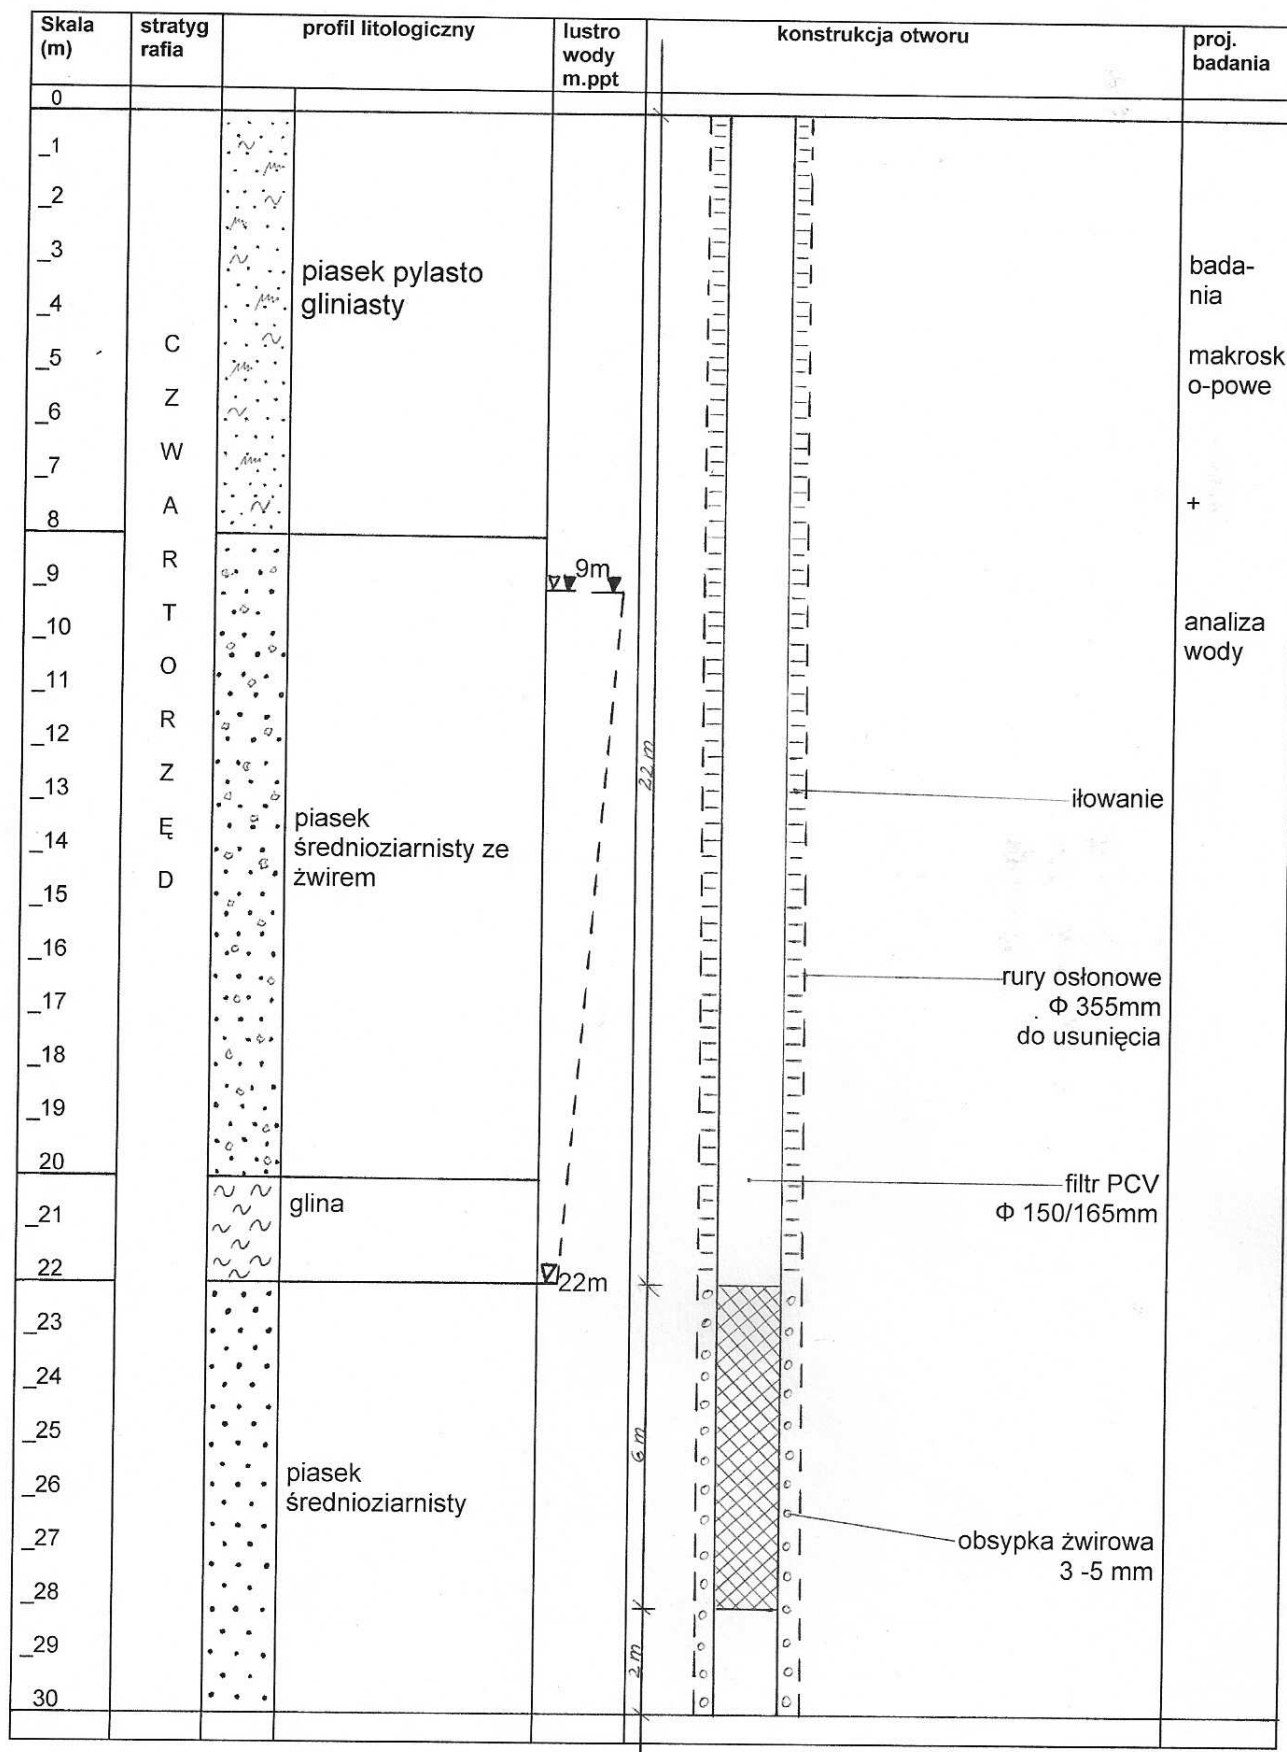 Skala
(m)
stratyg
rafia
profil litologiczny
lustro
wody
m.ppt
konstrukcja otworu
proj.
badania
0
_1
_2
_3
_4
_5
_6
_7
8
_9
_10
_11
_12
_13
_14
_15
_16
_17
_18
_19
20
_21
22
_23
_24
_25
_26
_27
_28
_29
30
C
Z
W
A
R
T
O
R
Z
Ę
D
piasek pylasto
gliniasty
piasek
średnioziarnisty ze
żwirem
glina
piasek
średnioziarnisty
9m
22m
22 m
6 m
2 m
iłowanie
rury osłonowe
Φ 355mm
do usunięcia
filtr PCV
Φ 150/165mm
obsypka żwirowa
3 -5 mm
bada-
nia
makrosk
o-powe
+
analiza
wody